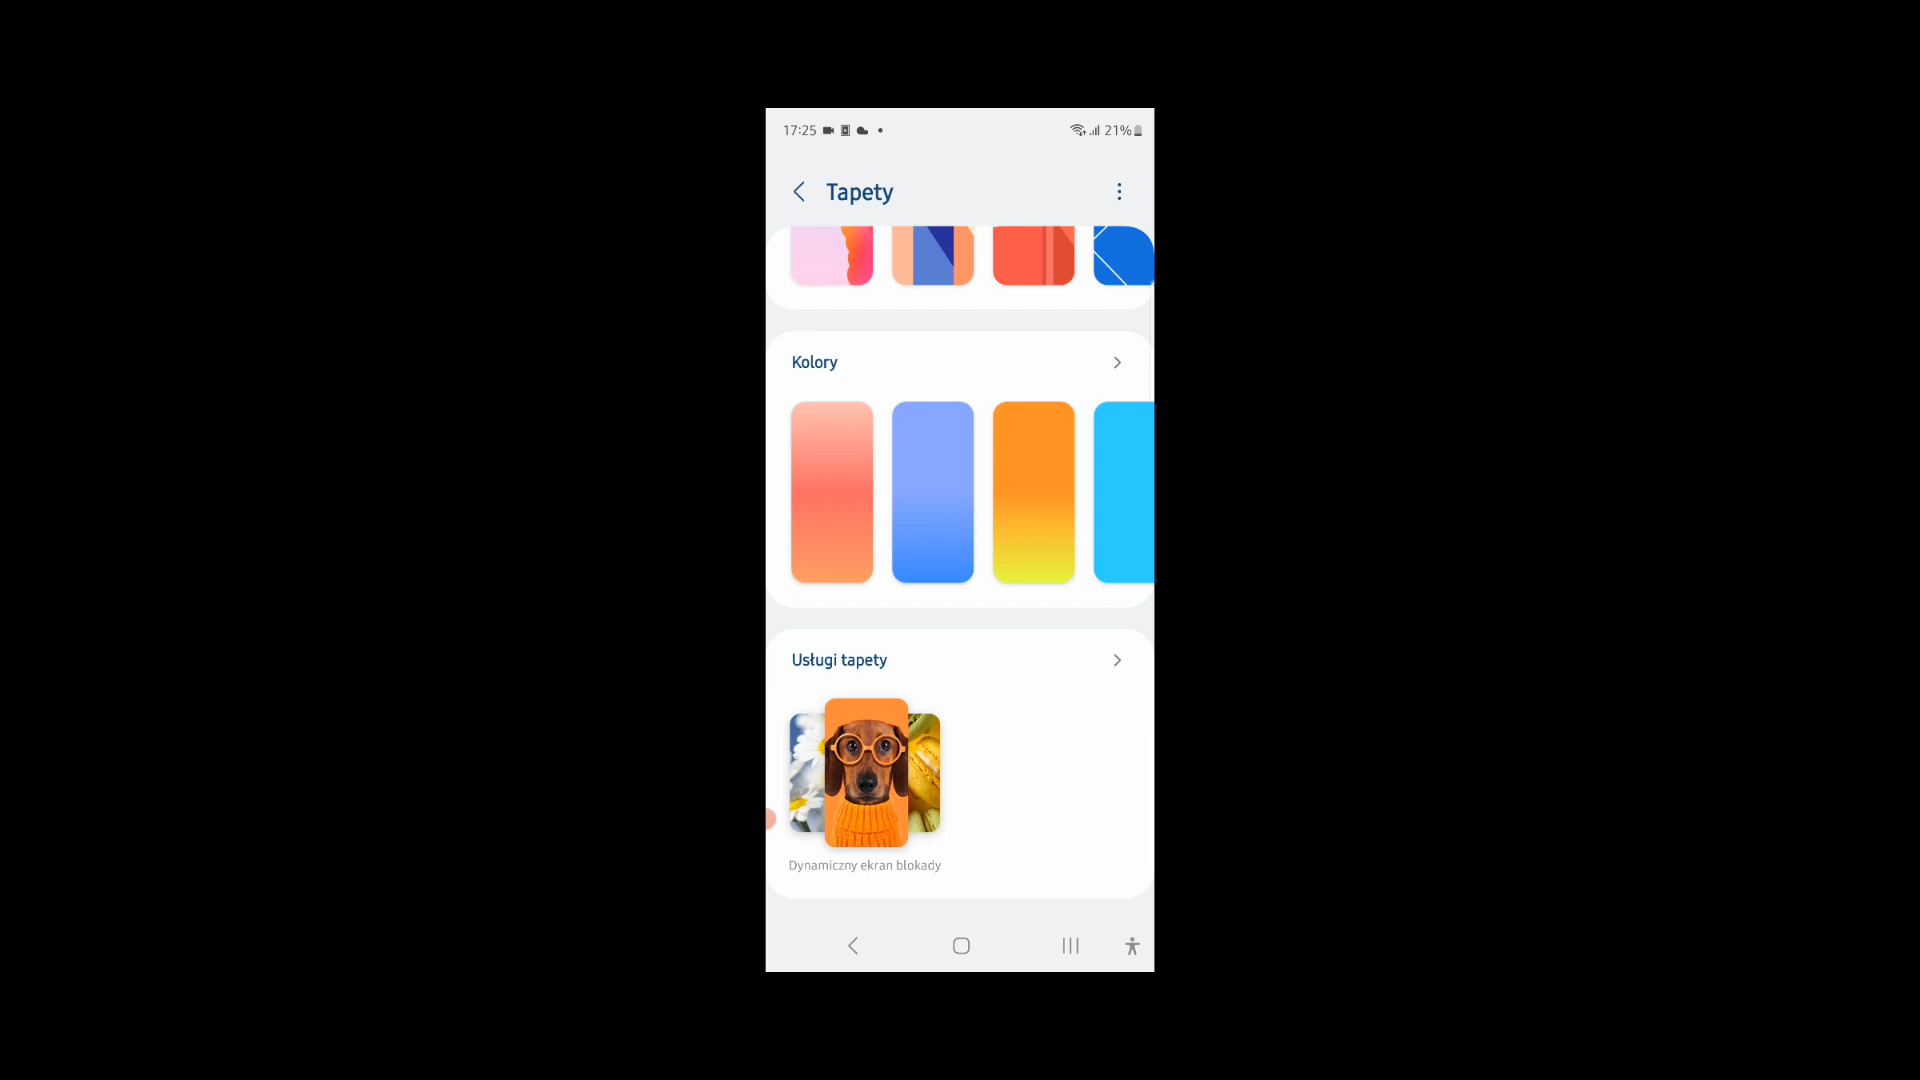 17:25
21%
Tapety
Kolory
Usługi tapety
Dynamiczny ekran blokady